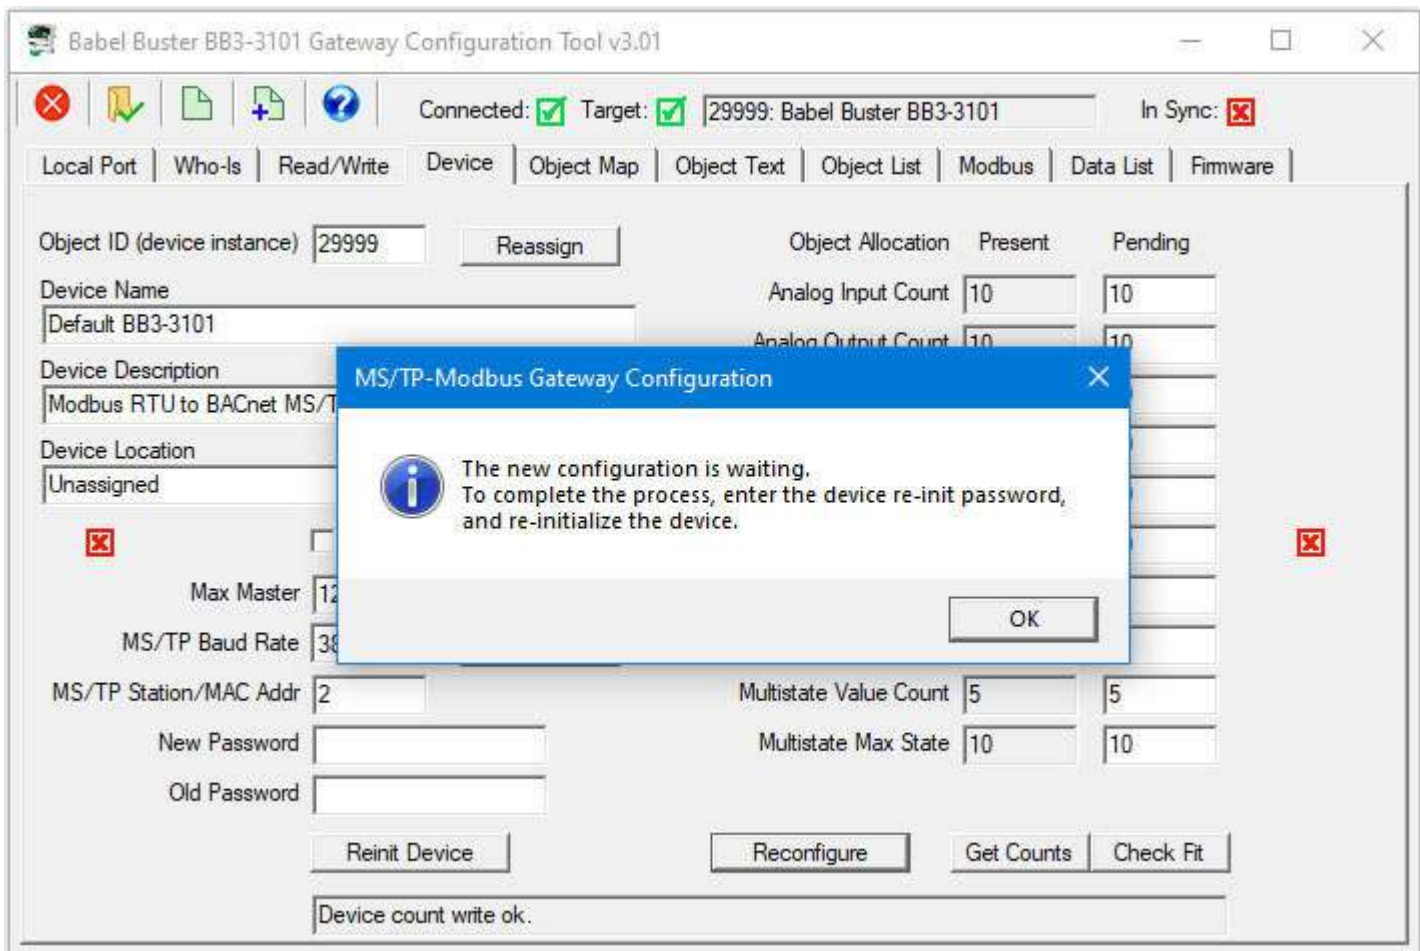 Babel Buster BB3-3101 Gateway Configuration Tool v3.01
Connected: Target: 29999: Babel Buster BB3-3101 In Sync:
Local Port Who-Is Read/Write Device Object Map Object Text Object List Modbus Data List Firmware
Object ID (device instance) 29999 Reassign Object Allocation Present Pending
Device Name Analog Input Count 10 10
Default BB3-3101
Analog Output Count 10 10
Device Description
Modbus RTU to BACnet
Device Location
Unassigned
MS/TP-Modbus Gateway Configuration
The new configuration is waiting.
To complete the process, enter the device re-init password,
and re-initialize the device.
OK
Max Master
MS/TP Baud Rate
MS/TP Station/MAC Addr 2 Multistate Value Count 5 5
New Password Multistate Max State 10 10
Old Password
Reinit Device Reconfigure Get Counts Check Fit
Device count write ok.